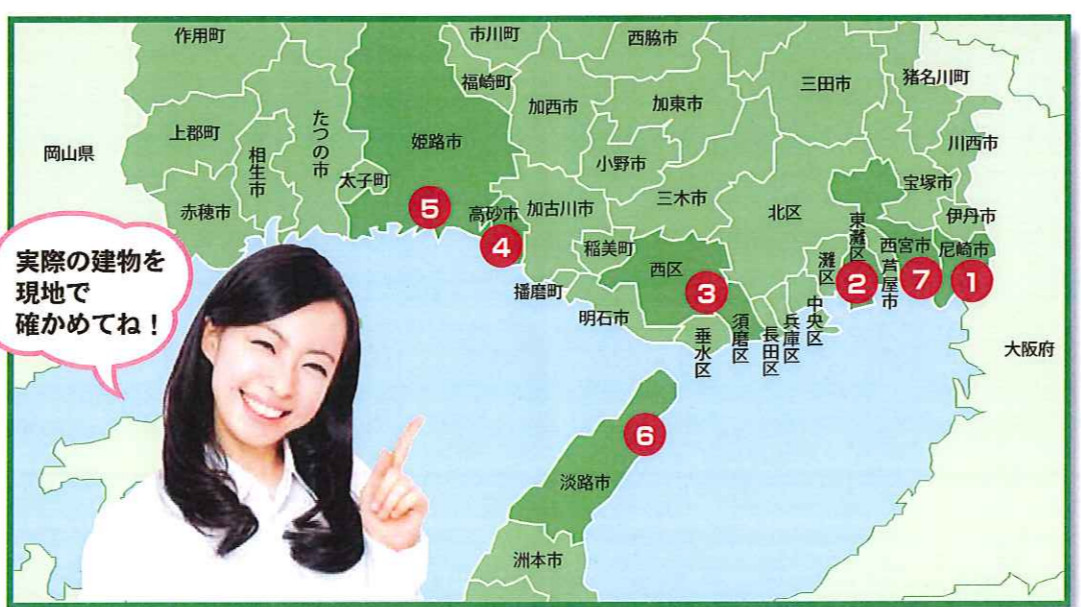 作用町
市川町
西脇市
三田市
猪名川町
福崎町
加西市
加東市
岡山県
上郡町
相生市
たつの市
姫路市
川西市
太子町
小野市
宝塚市
赤穂市
5
高砂市
加古川市
三木市
北区
東灘区
伊丹市
4
稲美町
西区
灘区
西宮市
尼崎市
実際の建物を
現地で
確かめてね！
3
2
芦屋市
7
1
播磨町
明石市
垂水区
須磨区
長田区
兵庫区
中央区
大阪府
6
淡路市
洲本市